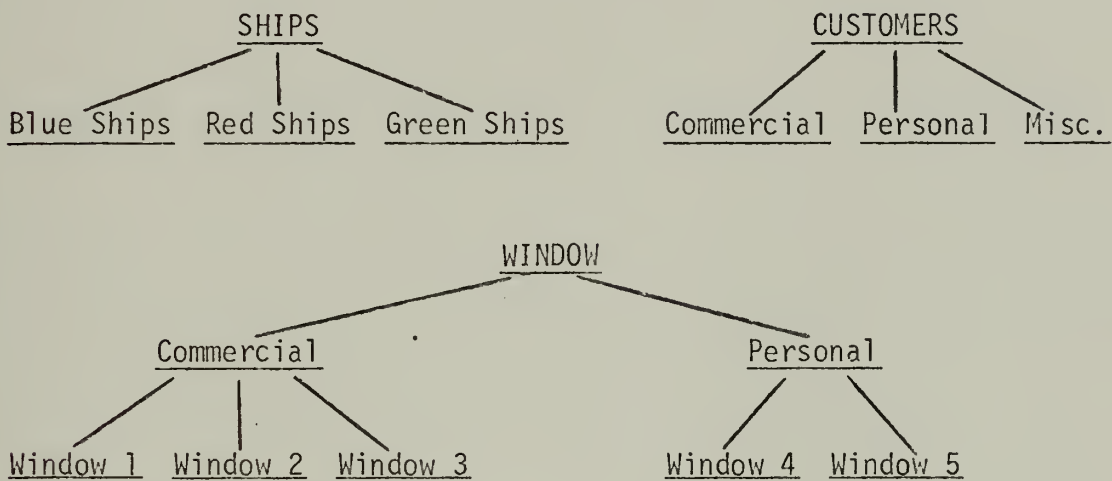 SHIPS CUSTOMERS
Blue Ships Red Ships Green Ships Commercial Personal Misc.
WINDOW
Commercial Personal
Window 1 Window 2 Window 3 Window 4 Window 5